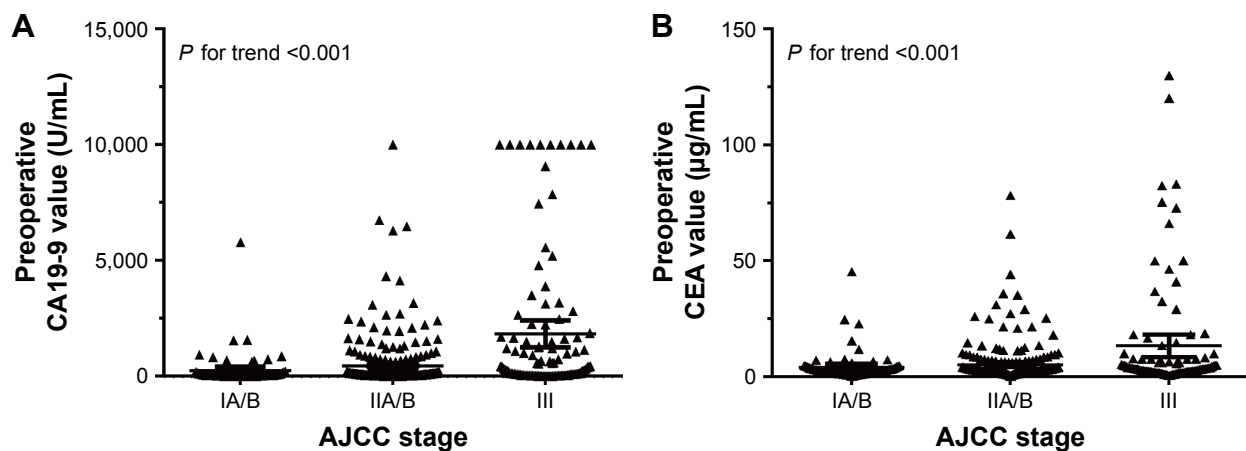 A
P for trend <0.001
Preoperative
CA19-9 value (U/mL)
15,000
10,000
5,000
0
IA/B
IIA/B
III
AJCC stage
B
P for trend <0.001
Preoperative
CEA value (µg/mL)
150
100
50
0
IA/B
IIA/B
III
AJCC stage